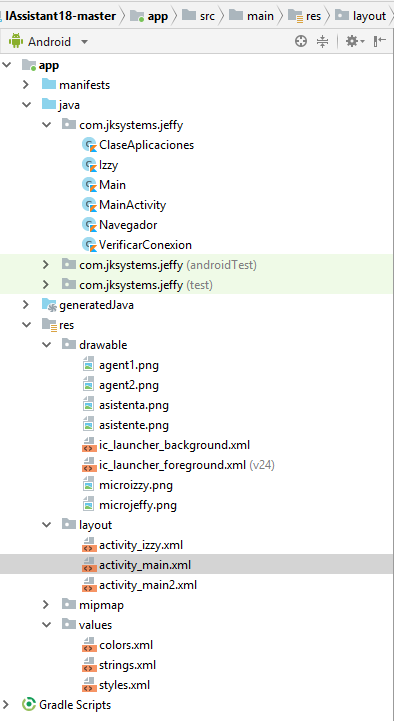 IAssistant18-master app src main res layout
Android
app
manifests
java
com.jksystems.jeffy
ClaseAplicaciones
Izzy
Main
MainActivity
Navegador
VerificarConexion
com.jksystems.jeffy (androidTest)
com.jksystems.jeffy (test)
generatedJava
res
drawable
agent1.png
agent2.png
asistenta.png
asistente.png
ic_launcher_background.xml
ic_launcher_foreground.xml (v24)
microizzy.png
microjeffy.png
layout
activity_izzy.xml
activity_main.xml
activity_main2.xml
mipmap
values
colors.xml
strings.xml
styles.xml
Gradle Scripts